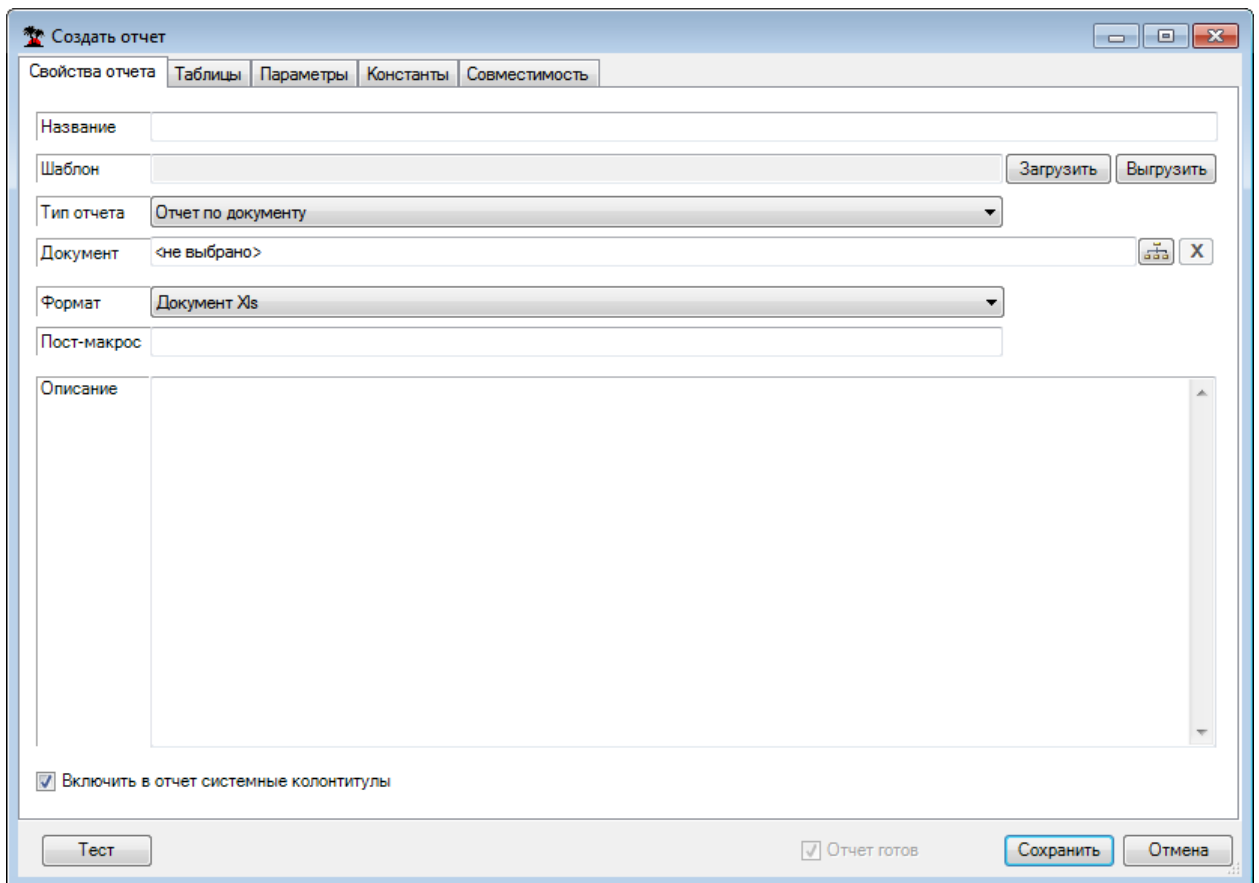 Создать отчет
Свойства отчета Таблицы Параметры Константы Совместимость
Название
Шаблон Загрузить Выгрузить
Тип отчета Отчет по документу
Документ <не выбрано> X
Формат Документ Xls
Пост-макрос
Описание
Включить в отчет системные колонтитулы
Тест Отчет готов Сохранить Отмена